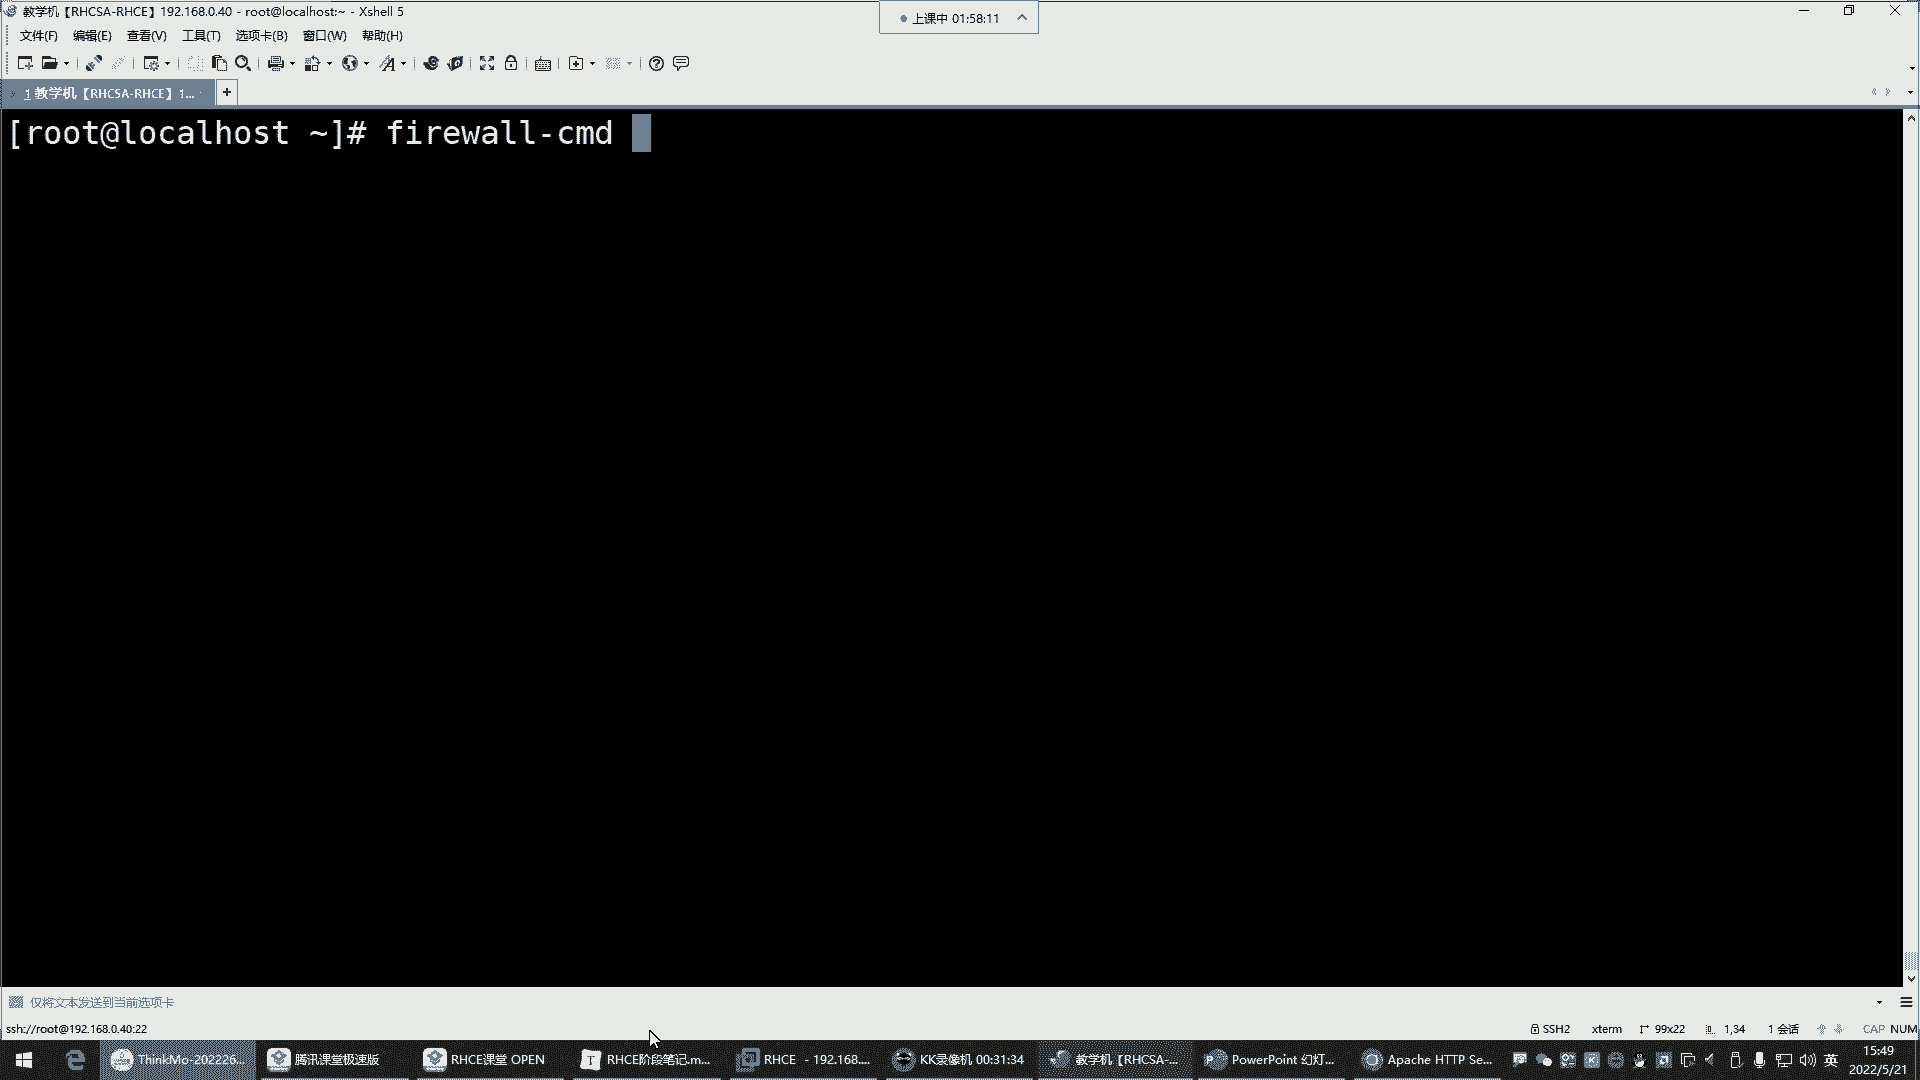 教学机【RHCSA-RHCE】192.168.0.40 - root@localhost:~ - Xshell 5
上课中 01:58:11
文件(F) 编辑(E) 查看(V) 工具(T) 选项卡(B) 窗口(W) 帮助(H)
1 教学机【RHCSA-RHCE】1...
[root@localhost ~]# firewall-cmd
仅将文本发送到当前选项卡
ssh://root@192.168.0.40:22
SSH2 xterm 99x22 1,34 1 会话 CAP NUM
ThinkMo-202226... 腾讯课堂极速版 RHCE课堂 OPEN RHCE阶段笔记.m... RHCE - 192.168.... KK录像机 00:31:34 教学机【RHCSA-... PowerPoint 幻灯... Apache HTTP Se... 英 15:49
2022/5/21